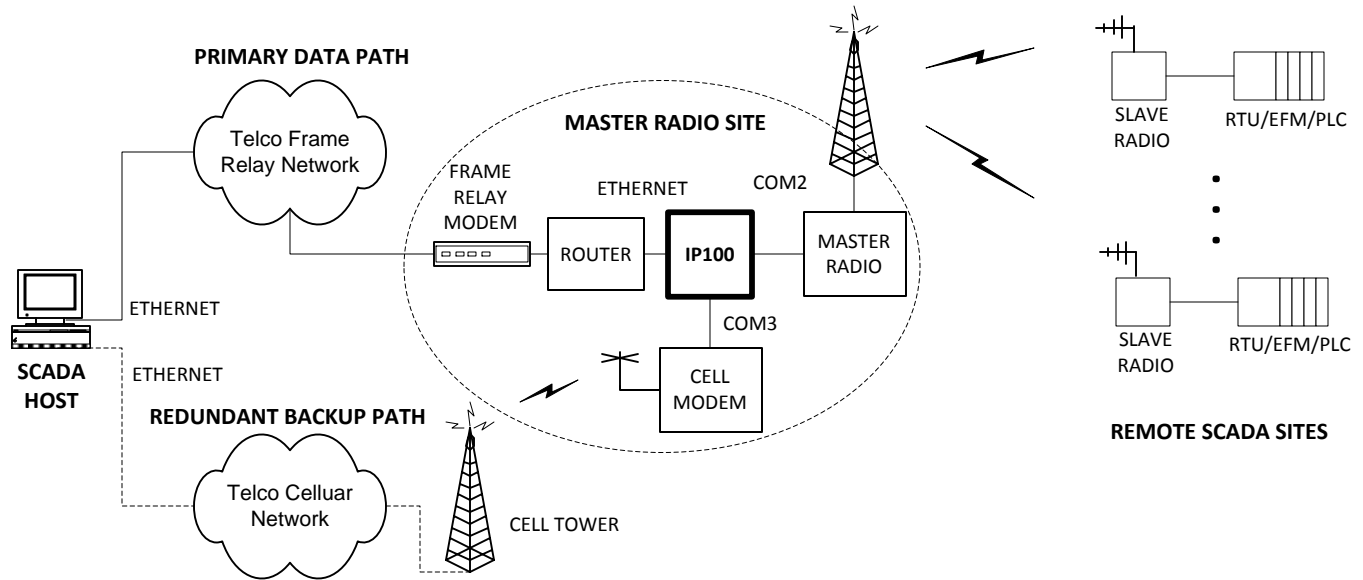 PRIMARY DATA PATH
Telco Frame
Relay Network
MASTER RADIO SITE
FRAME
RELAY
MODEM
ETHERNET
COM2
ROUTER
IP100
MASTER
RADIO
COM3
CELL
MODEM
ETHERNET
SCADA
HOST
ETHERNET
REDUNDANT BACKUP PATH
Telco Celluar
Network
CELL TOWER
SLAVE
RADIO
RTU/EFM/PLC
SLAVE
RADIO
RTU/EFM/PLC
REMOTE SCADA SITES